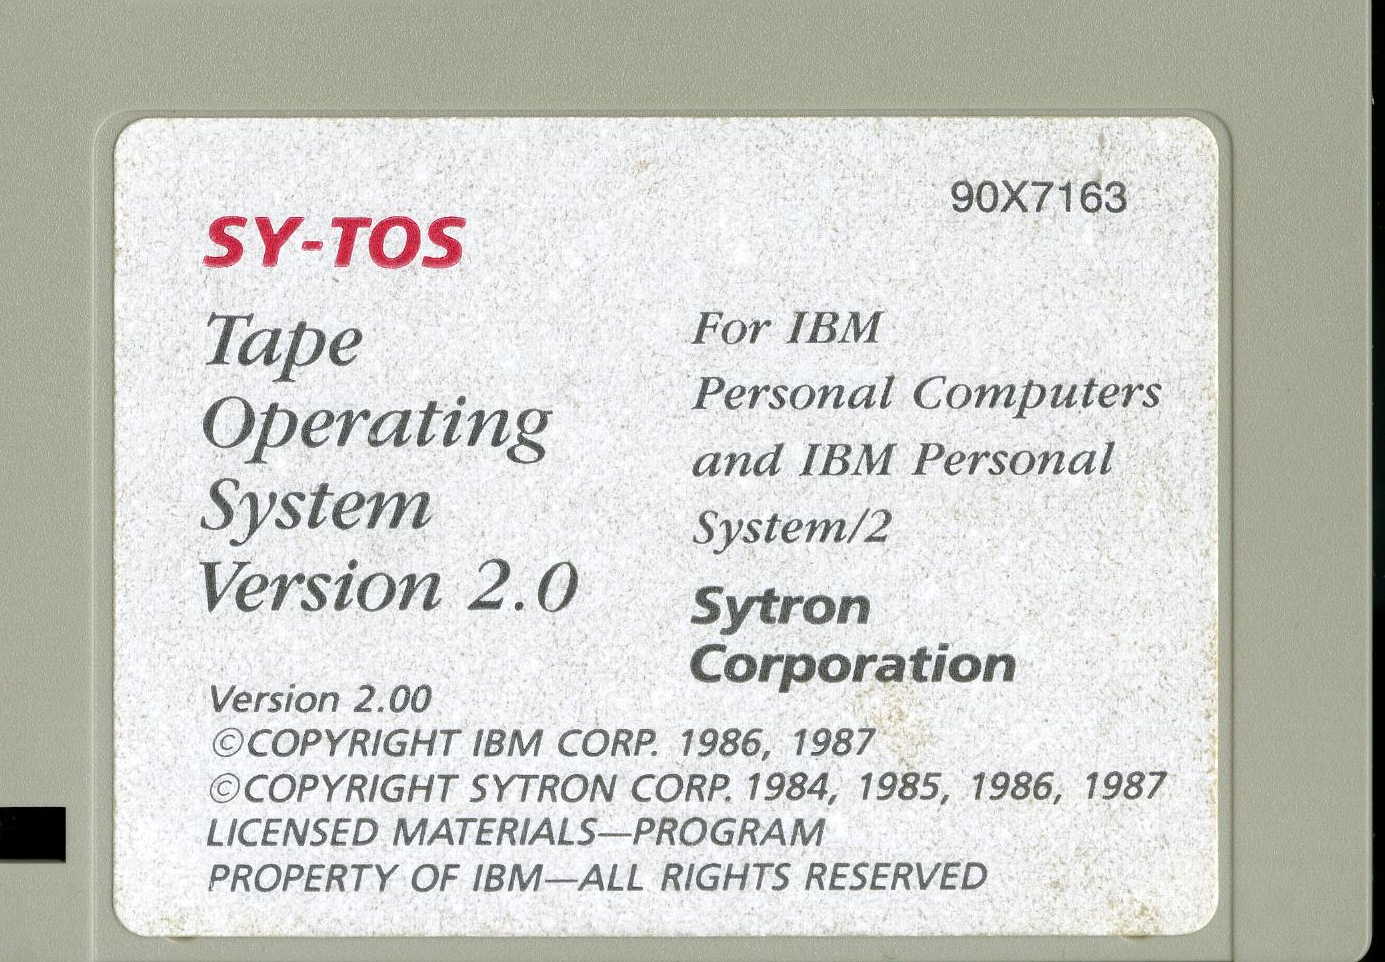 90X7163
SY-TOS
Tape
Operating
System
Version 2.0
For IBM
Personal Computers
and IBM Personal
System/2
Sytron
Corporation
Version 2.00
©COPYRIGHT IBM CORP. 1986, 1987
©COPYRIGHT SYTRON CORP. 1984, 1985, 1986, 1987
LICENSED MATERIALS—PROGRAM
PROPERTY OF IBM—ALL RIGHTS RESERVED